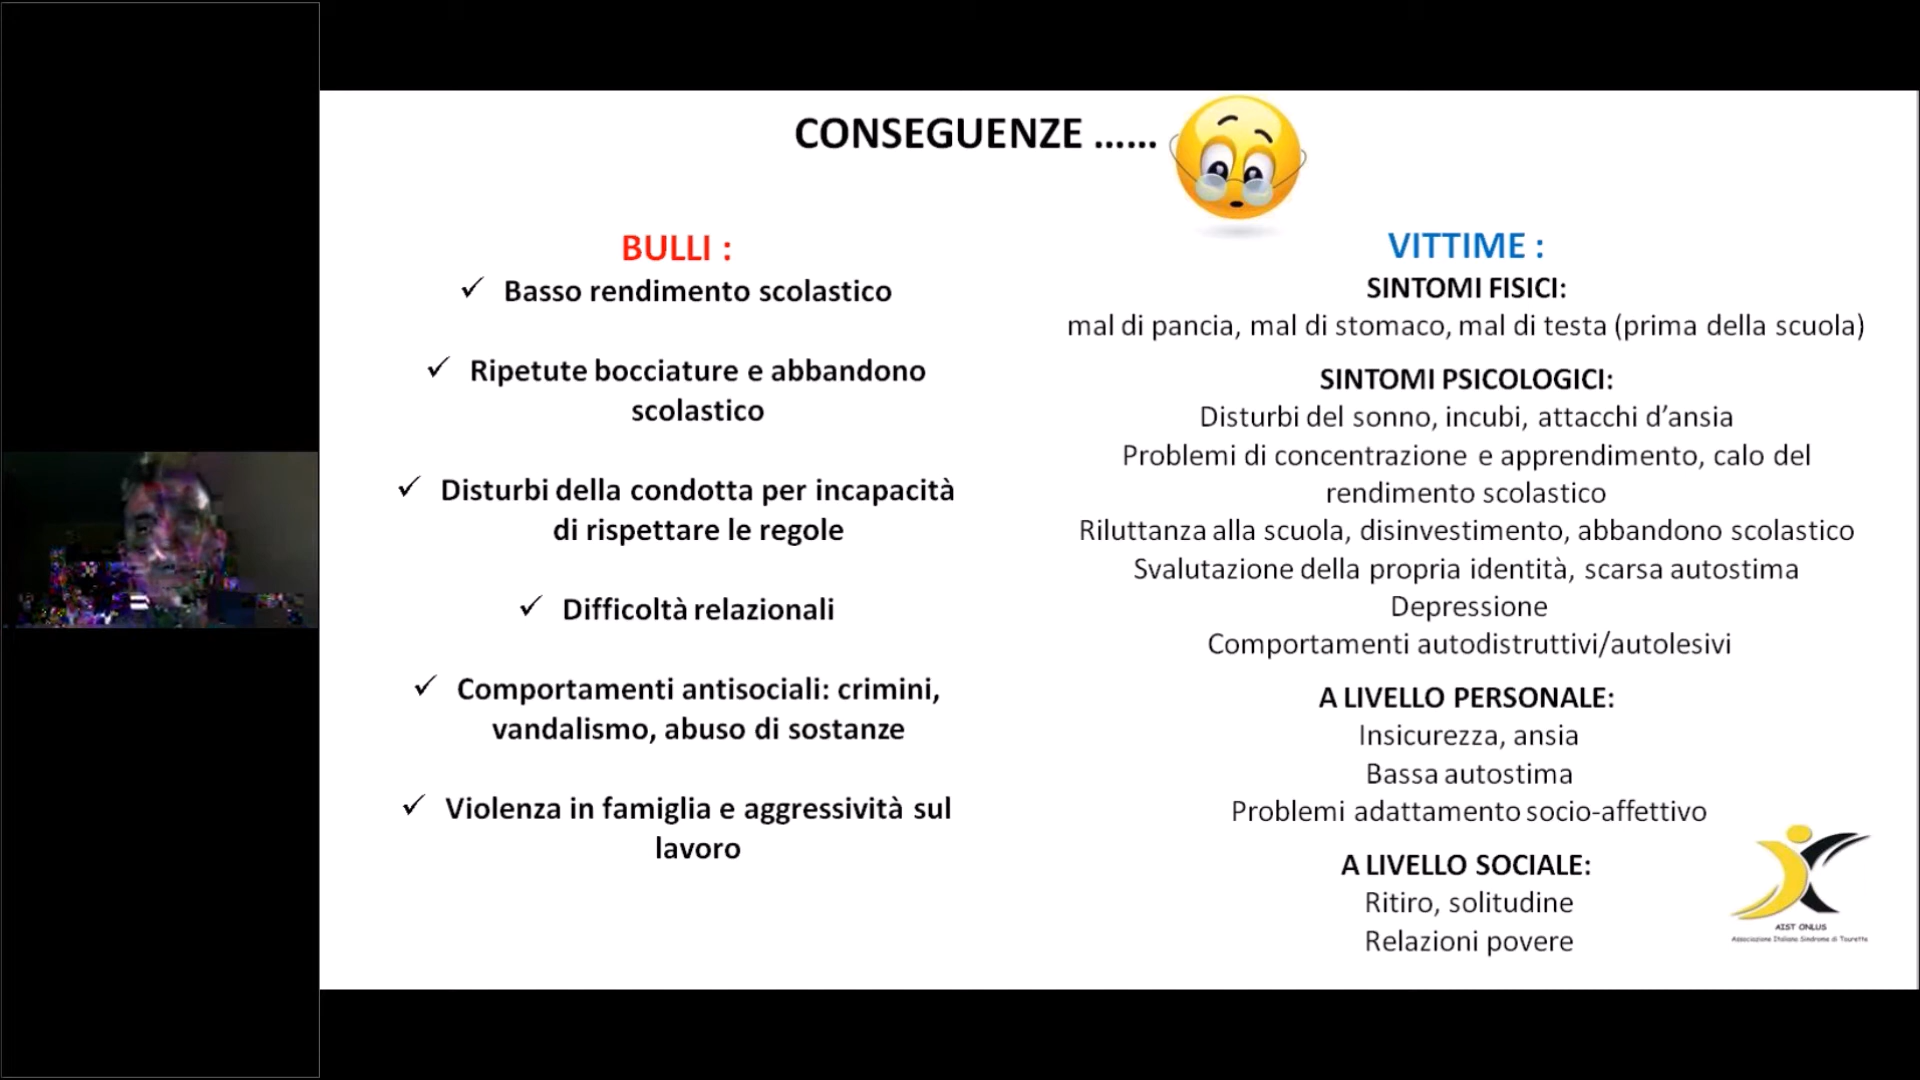 CONSEGUENZE ......
BULLI :
✓ Basso rendimento scolastico
✓ Ripetute bocciature e abbandono
scolastico
✓ Disturbi della condotta per incapacità
di rispettare le regole
✓ Difficoltà relazionali
✓ Comportamenti antisociali: crimini,
vandalismo, abuso di sostanze
✓ Violenza in famiglia e aggressività sul
lavoro
VITTIME :
SINTOMI FISICI:
mal di pancia, mal di stomaco, mal di testa (prima della scuola)
SINTOMI PSICOLOGICI:
Disturbi del sonno, incubi, attacchi d’ansia
Problemi di concentrazione e apprendimento, calo del
rendimento scolastico
Riluttanza alla scuola, disinvestimento, abbandono scolastico
Svalutazione della propria identità, scarsa autostima
Depressione
Comportamenti autodistruttivi/autolesivi
A LIVELLO PERSONALE:
Insicurezza, ansia
Bassa autostima
Problemi adattamento socio-affettivo
A LIVELLO SOCIALE:
Ritiro, solitudine
Relazioni povere
AIST ONLUS
Associazione Italiana Sindrome di Tourette